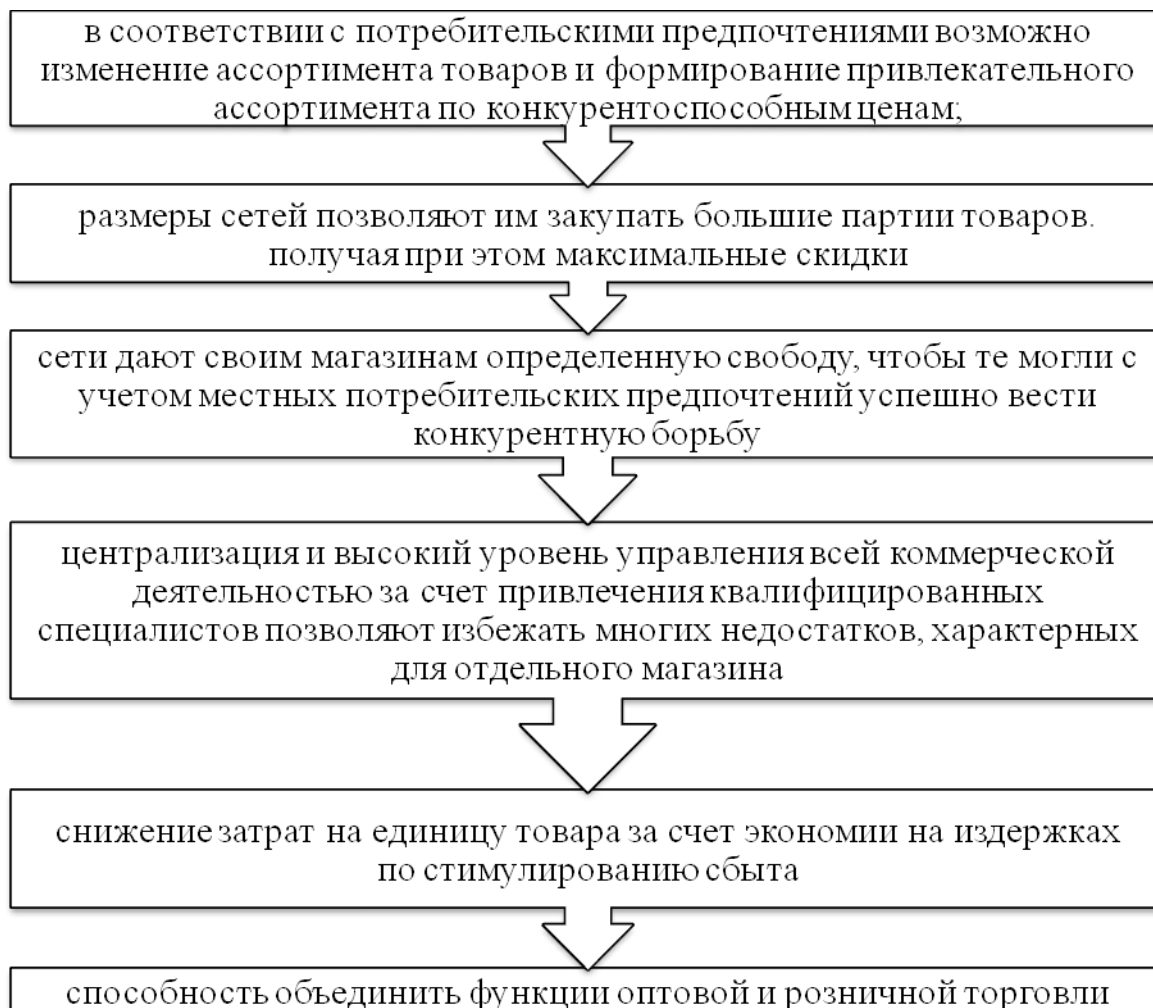 в соответствии с потребительскими предпочтениями возможно
изменение ассортимента товаров и формирование привлекательного
ассортимента по конкурентоспособным ценам;
размеры сетей позволяют им закупать большие партии товаров.
получая при этом максимальные скидки
сети дают своим магазинам определенную свободу, чтобы те могли с
учетом местных потребительских предпочтений успешно вести
конкурентную борьбу
централизация и высокий уровень управления всей коммерческой
деятельностью за счет привлечения квалифицированных
специалистов позволяют избежать многих недостатков, характерных
для отдельного магазина
снижение затрат на единицу товара за счет экономии на издержках
по стимулированию сбыта
способность объединить функции оптовой и розничной торговли